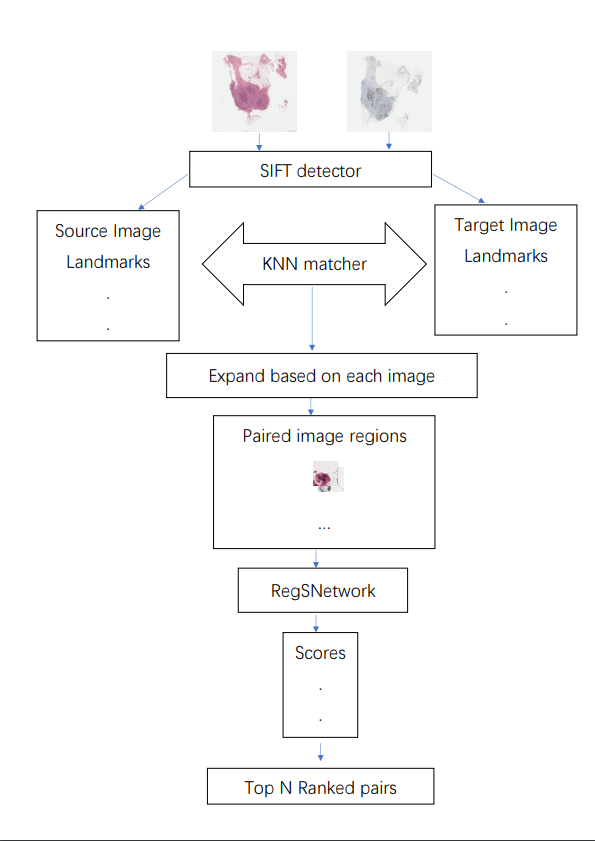 SIFT detector
Source Image
Landmarks
.
.
KNN matcher
Target Image
Landmarks
.
.
Expand based on each image
Paired image regions
...
RegSNetwork
Scores
.
.
Top N Ranked pairs